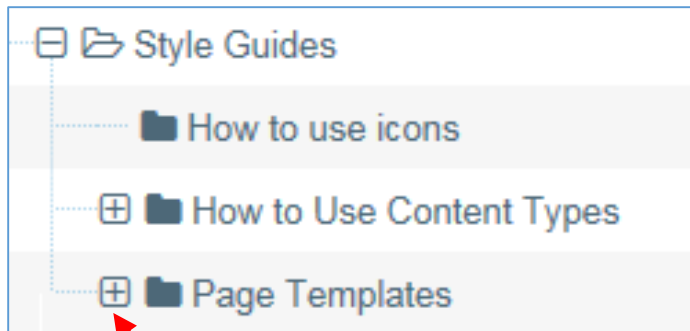 Style Guides
How to use icons
How to Use Content Types
Page Templates